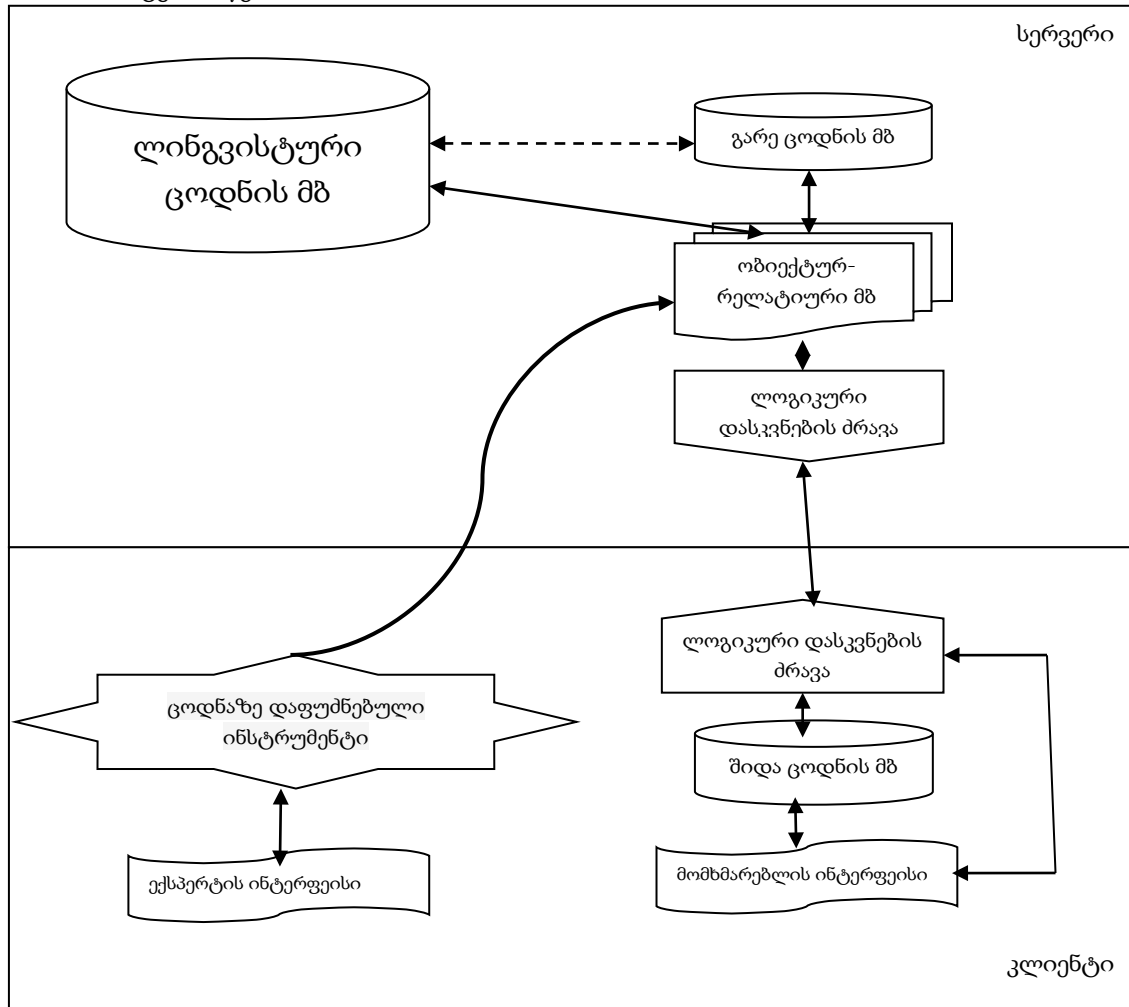 სერვერი
ლინგვისტური
ცოდნის მბ
გარე ცოდნის მბ
ობიექტურ-
რელატიური მბ
ლოგიკური
დასკვნების ძრავა
ლოგიკური დასკვნების
ძრავა
ცოდნაზე დაფუძნებული
ინსტრუმენტი
შიდა ცოდნის მბ
ექსპერტის ინტერფეისი
მომხმარებლის ინტერფეისი
კლიენტი